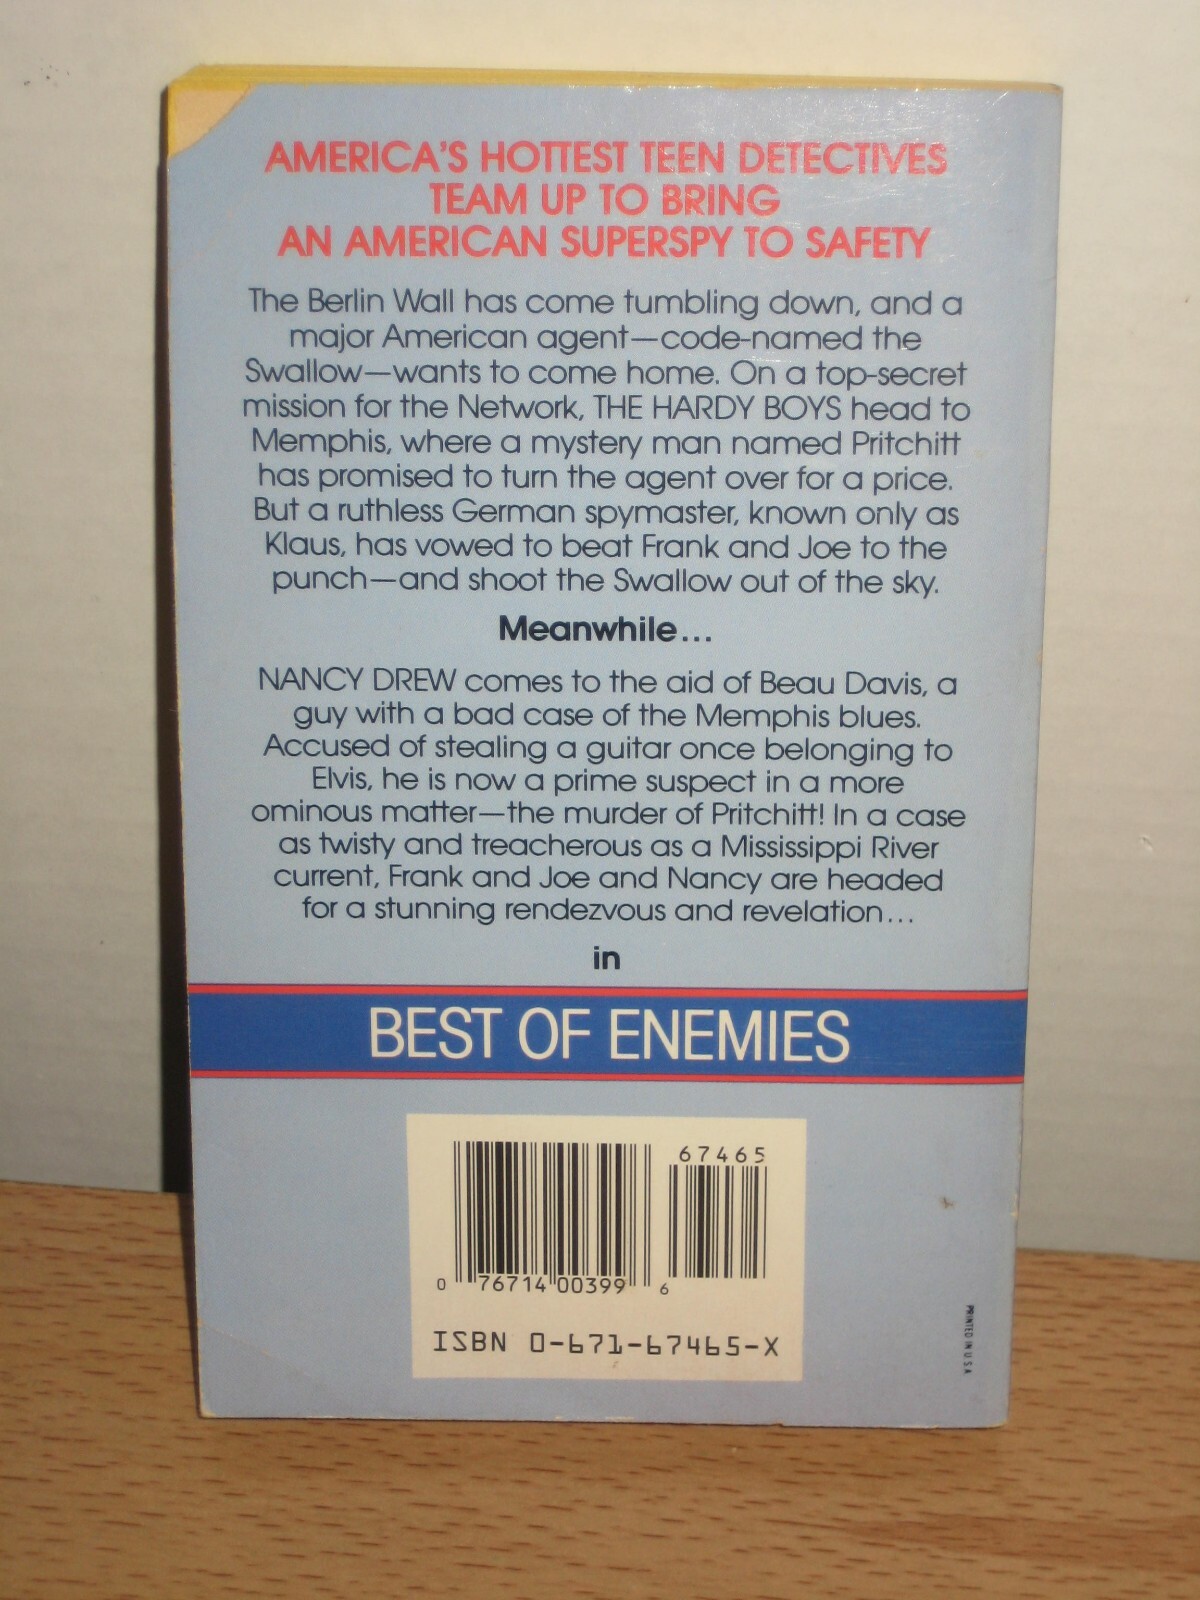 AMERICA'S HOTTEST TEEN DETECTIVES
TEAM UP TO BRING
AN AMERICAN SUPERSPY TO SAFETY
The Berlin Wall has come tumbling down, and a
major American agent—code-named the
Swallow—wants to come home. On a top-secret
mission for the Network, THE HARDY BOYS head to
Memphis, where a mystery man named Pritchitt
has promised to turn the agent over for a price.
But a ruthless German spymaster, known only as
Klaus, has vowed to beat Frank and Joe to the
punch—and shoot the Swallow out of the sky.
Meanwhile...
NANCY DREW comes to the aid of Beau Davis, a
guy with a bad case of the Memphis blues.
Accused of stealing a guitar once belonging to
Elvis, he is now a prime suspect in a more
ominous matter—the murder of Pritchitt! In a case
as twisty and treacherous as a Mississippi River
current, Frank and Joe and Nancy are headed
for a stunning rendezvous and revelation...
in
BEST OF ENEMIES
67465
0 76714 00399 6
ISBN 0-671-67465-X
PRINTED IN U.S.A.